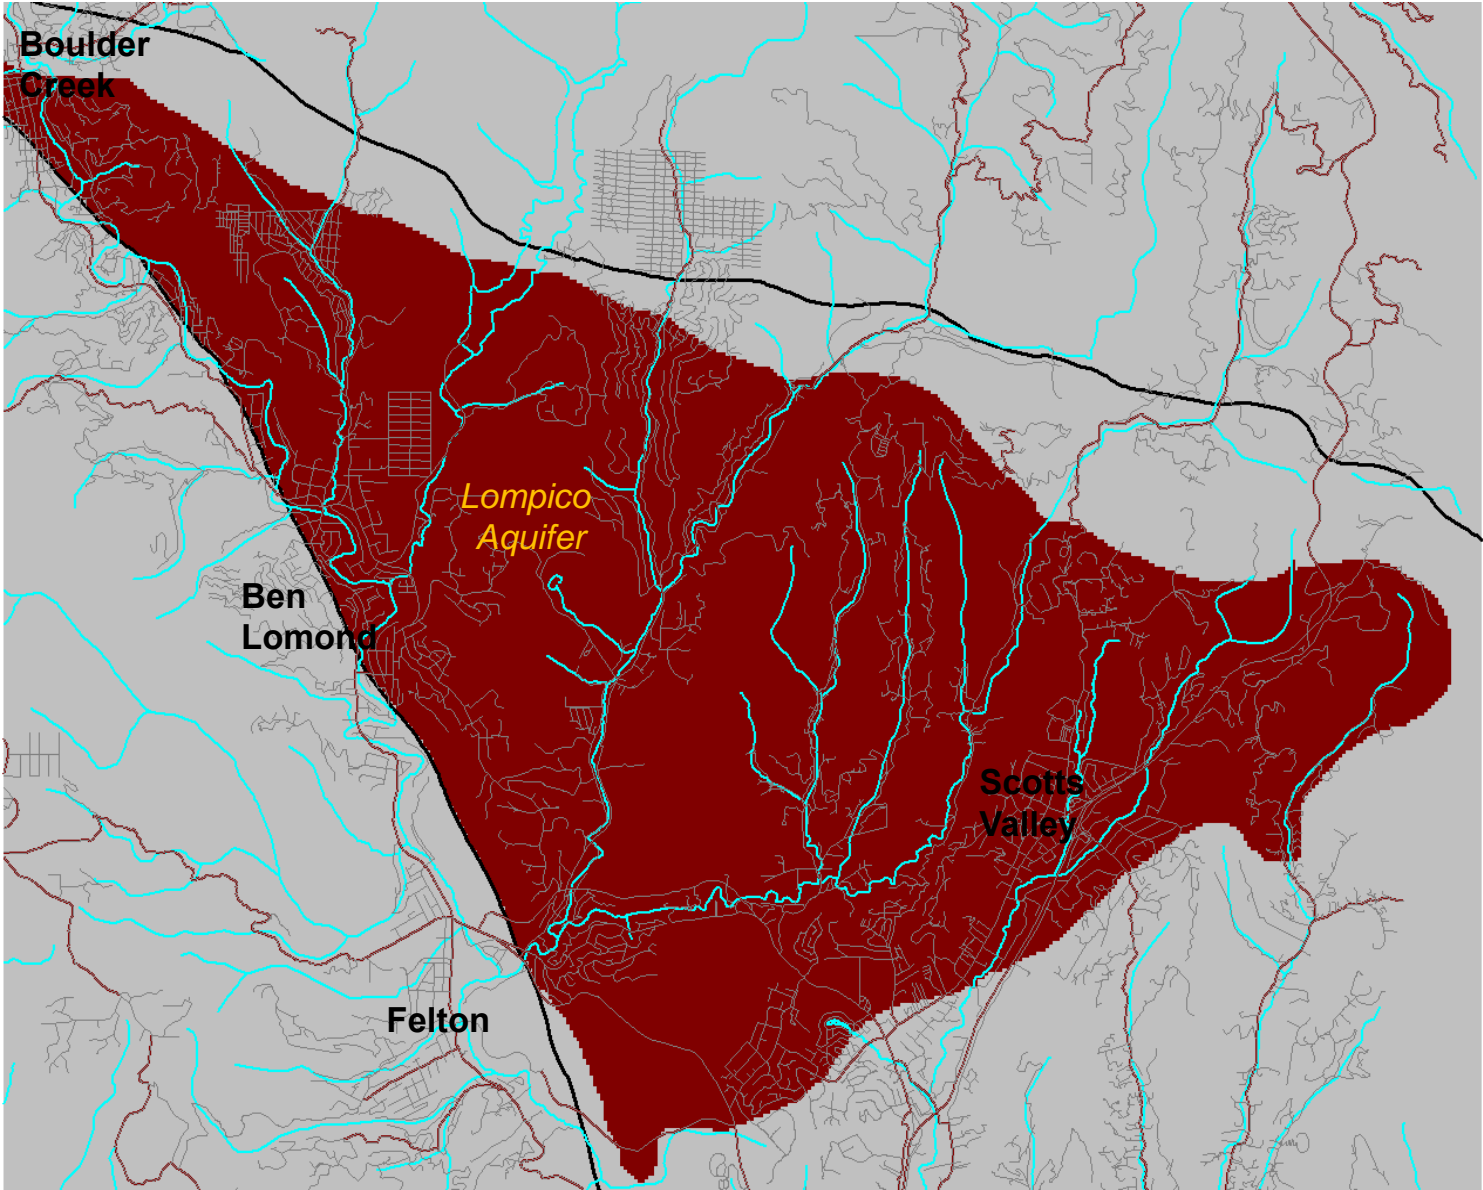 Boulder
Creek
Lompico
Aquifer
Ben
Lomond
Scotts
Valley
Felton